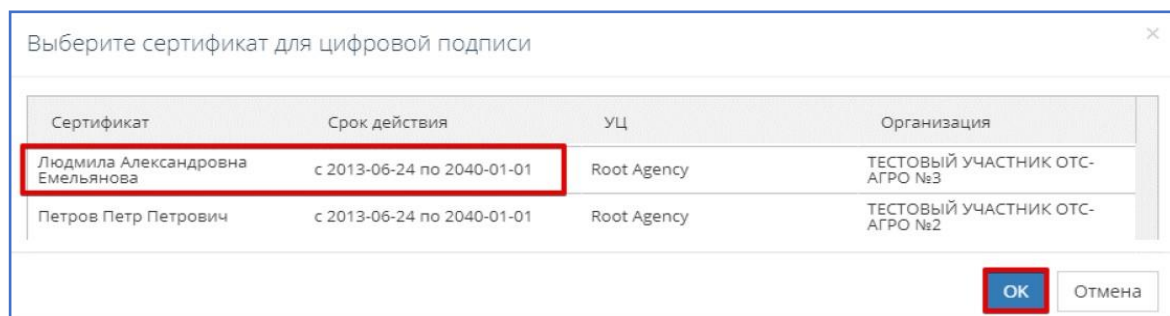 Выберите сертификат для цифровой подписи
×
Сертификат Срок действия УЦ Организация
Людмила Александровна Емельянова с 2013-06-24 по 2040-01-01 Root Agency ТЕСТОВЫЙ УЧАСТНИК ОТС-АГРО №3
Петров Петр Петрович с 2013-06-24 по 2040-01-01 Root Agency ТЕСТОВЫЙ УЧАСТНИК ОТС-АГРО №2
ОК Отмена